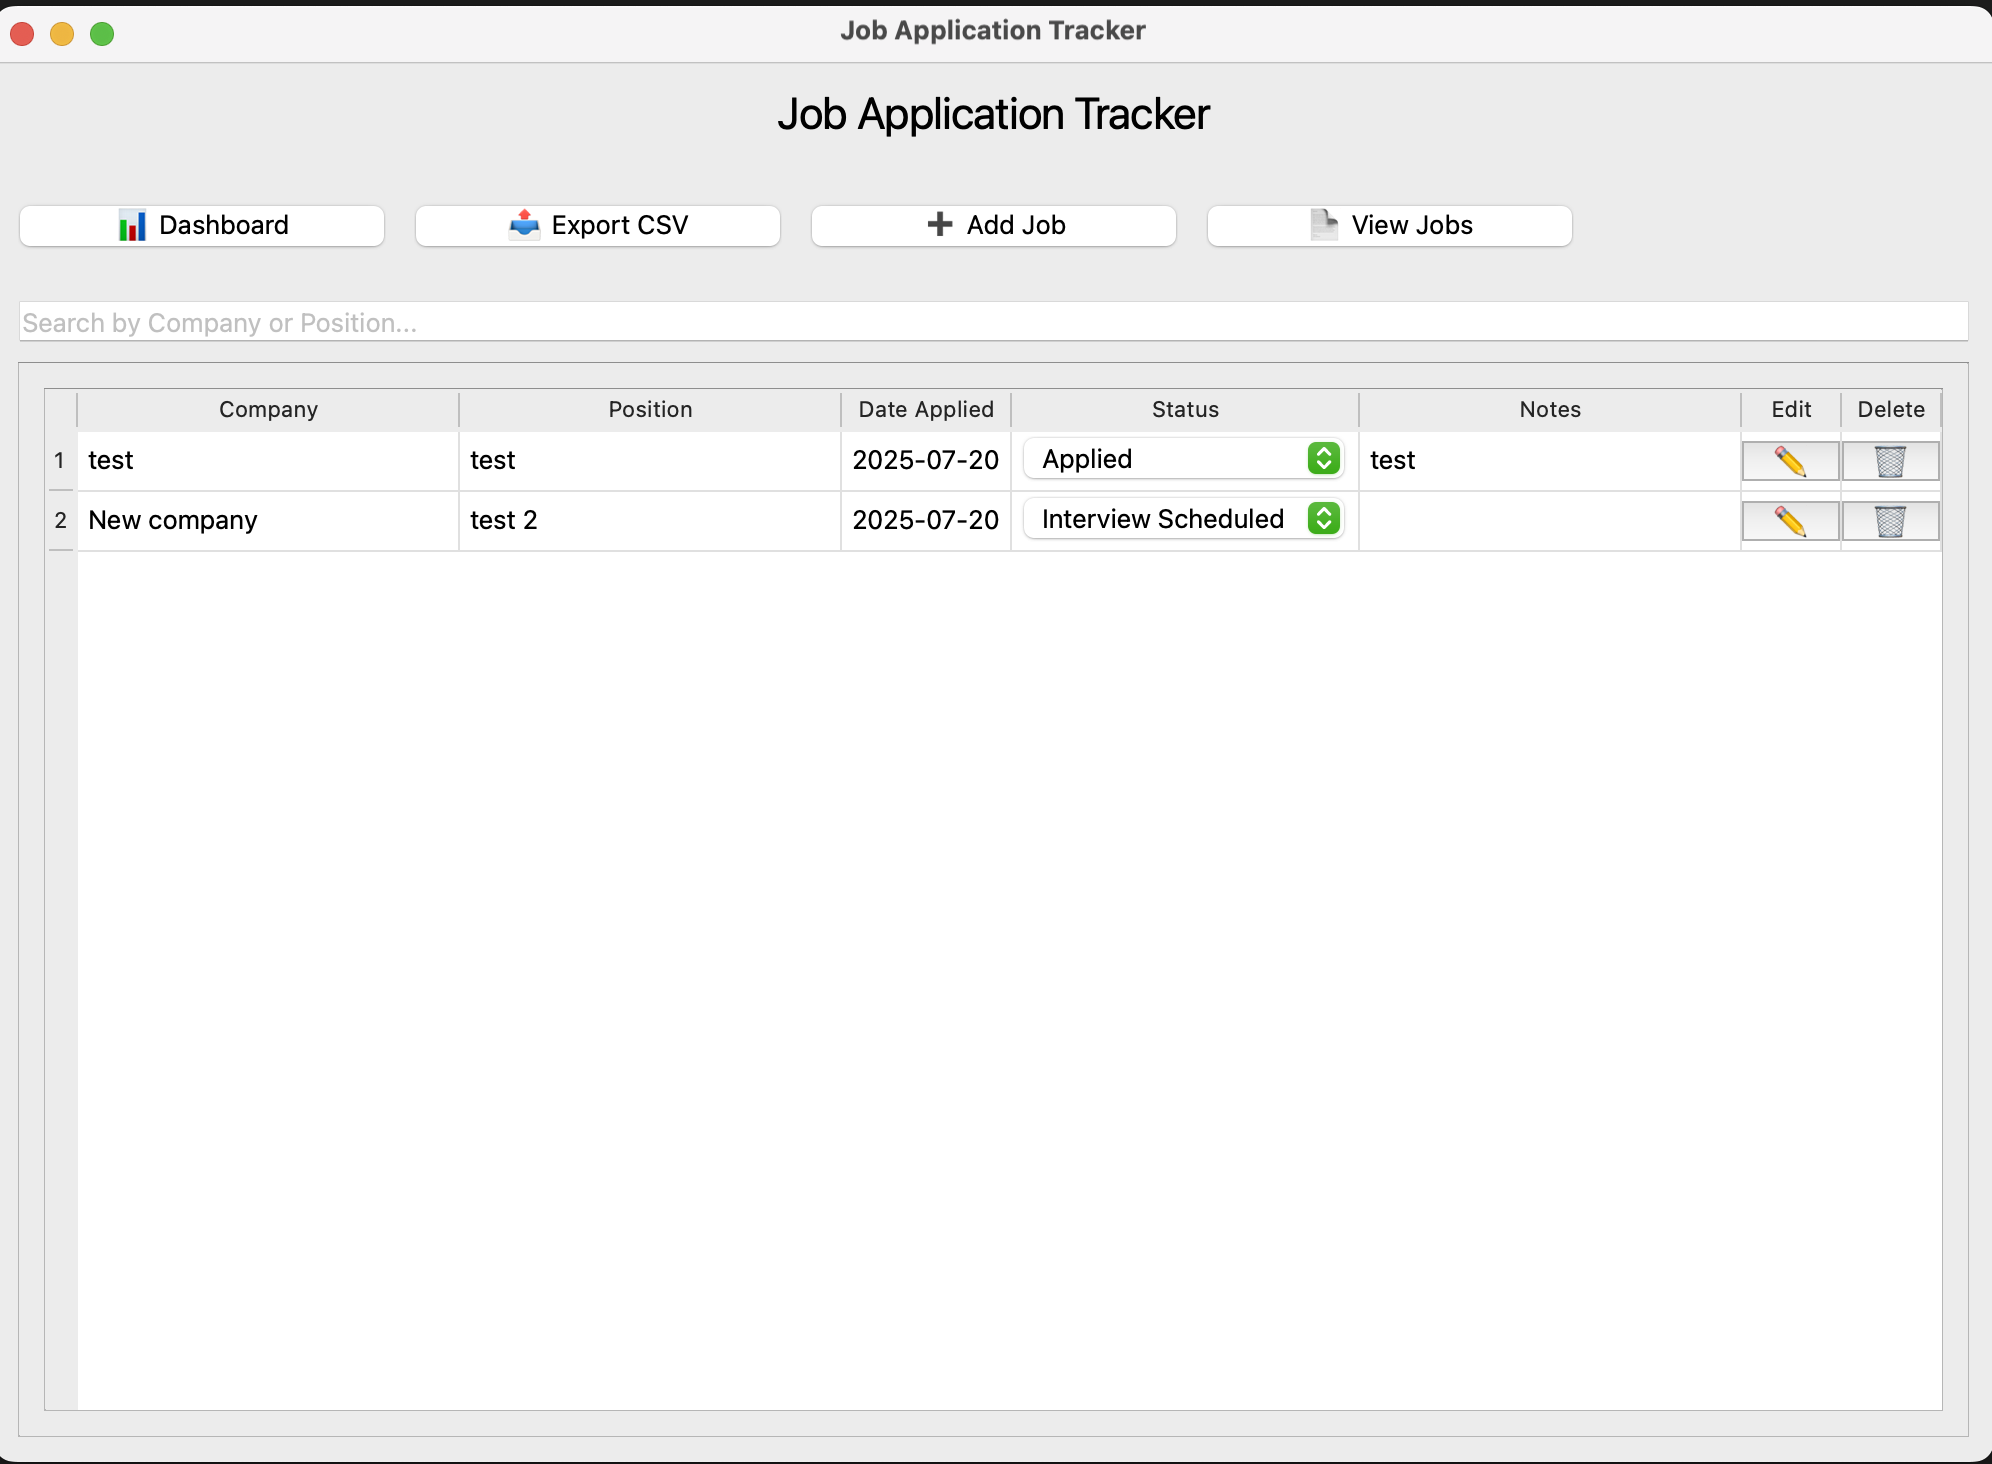 Job Application Tracker
Job Application Tracker
Dashboard Export CSV Add Job View Jobs
Search by Company or Position...
Company Position Date Applied Status Notes Edit Delete
1 test test 2025-07-20 Applied test
2 New company test 2 2025-07-20 Interview Scheduled